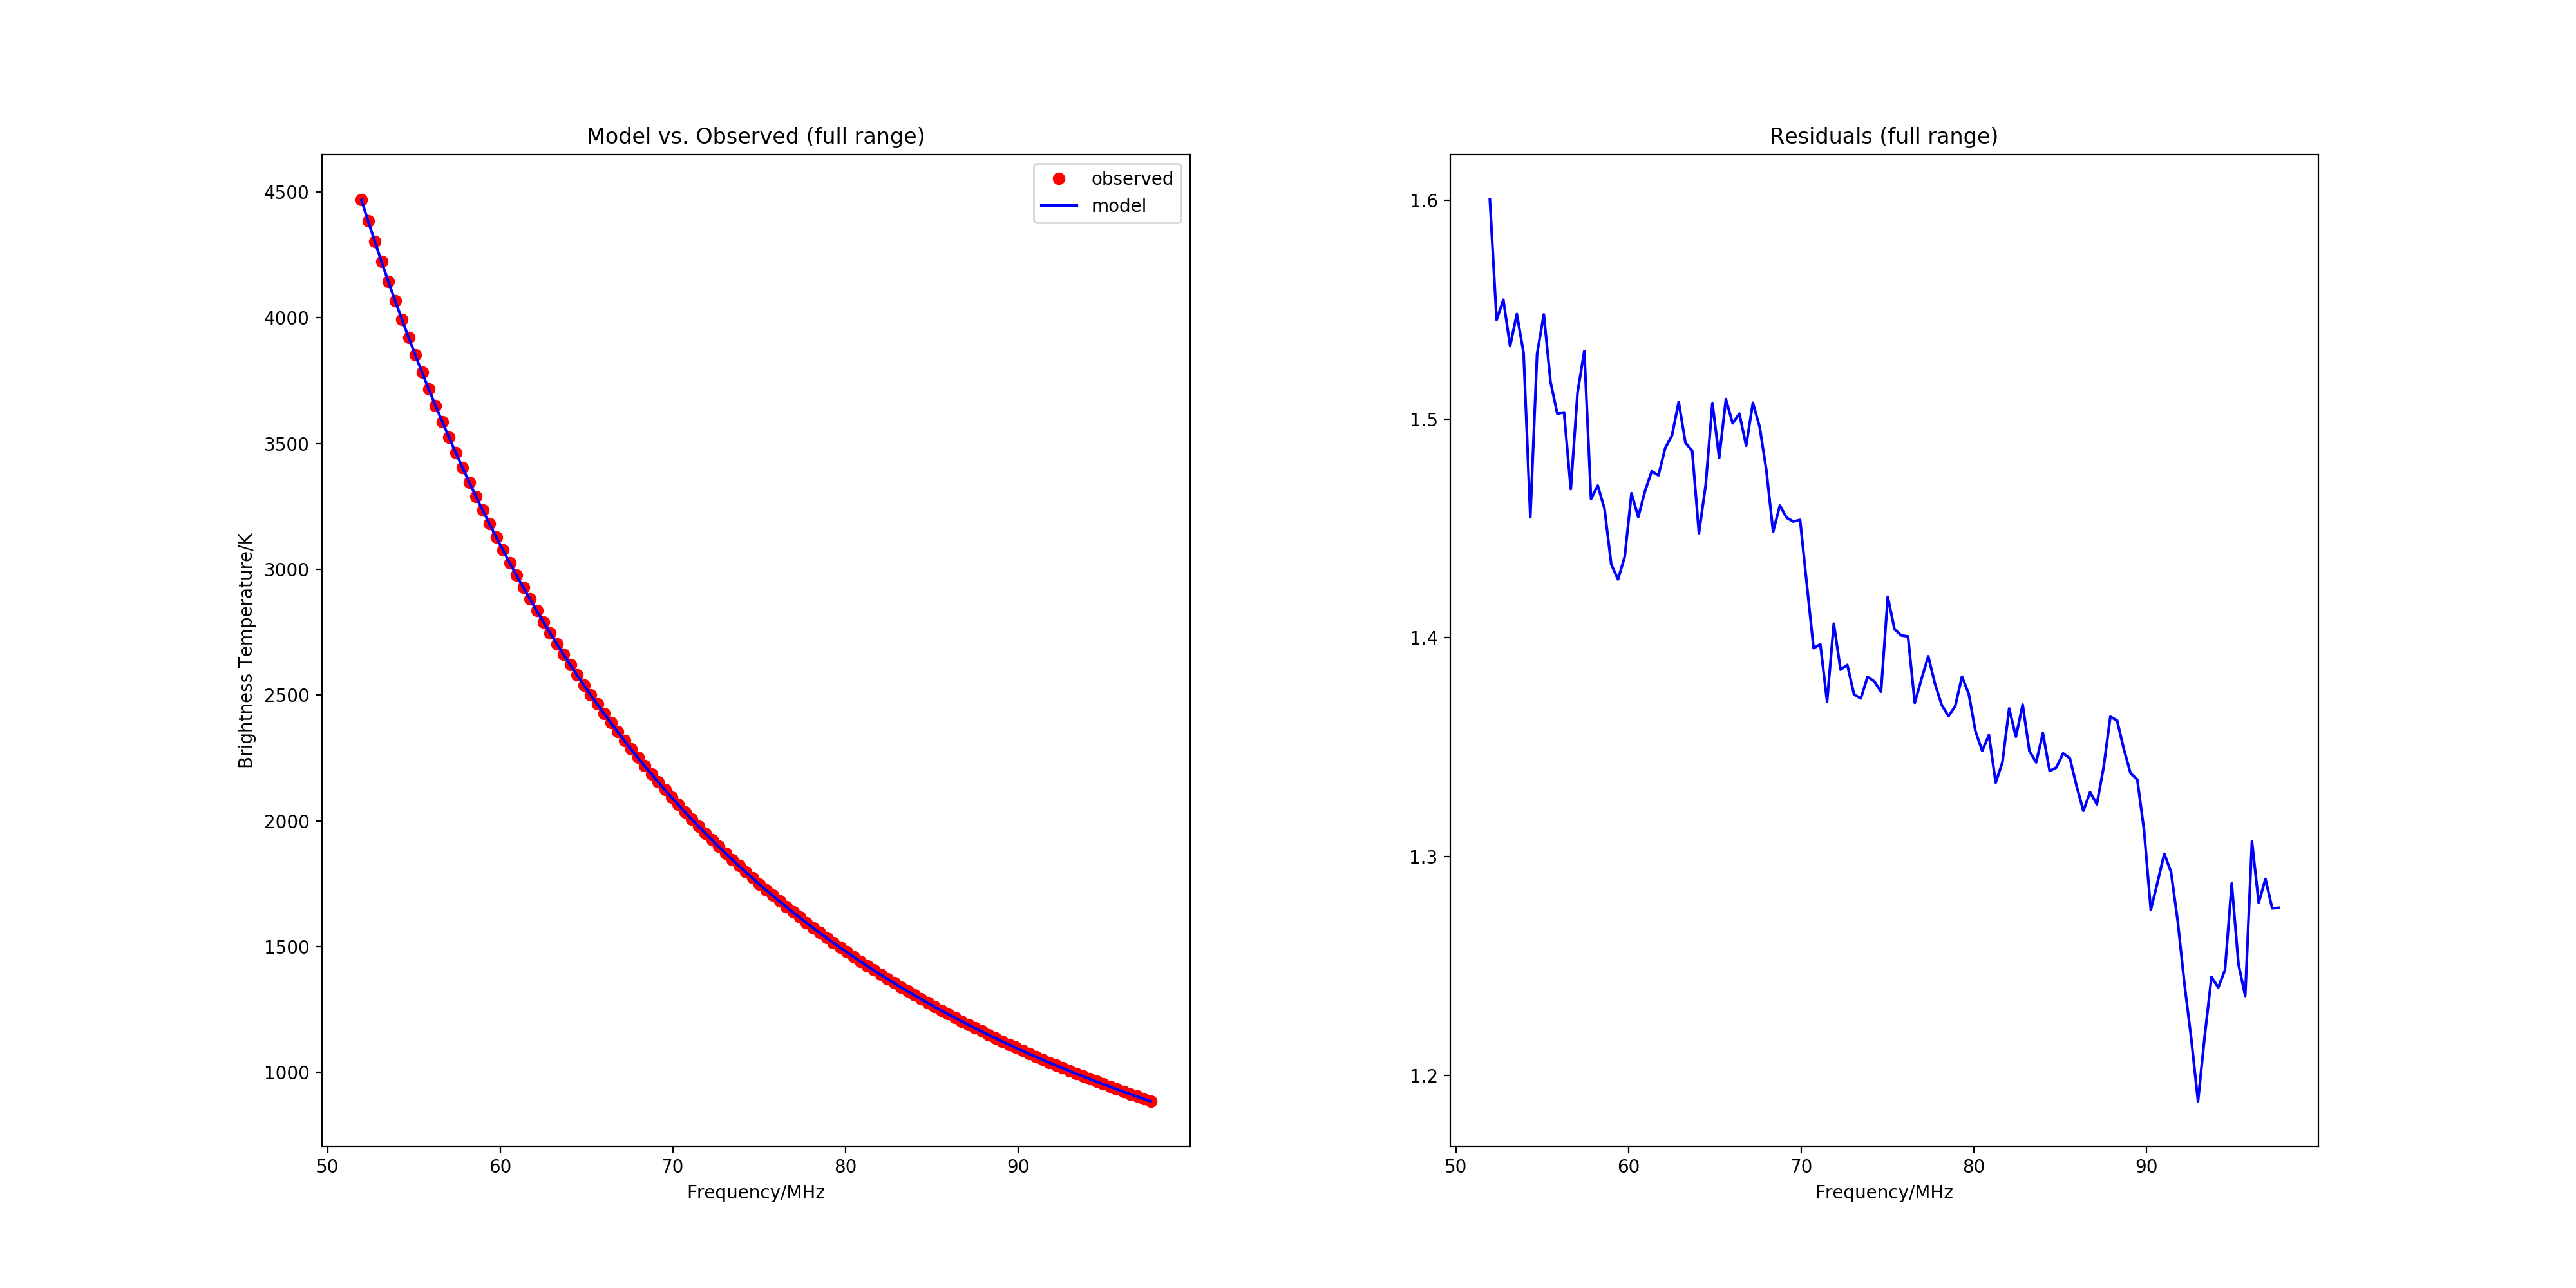 Model vs. Observed (full range)
observed
model
4500
4000
3500
3000
2500
2000
1500
1000
Brightness Temperature/K
50 60 70 80 90
Frequency/MHz
Residuals (full range)
1.6
1.5
1.4
1.3
1.2
50 60 70 80 90
Frequency/MHz